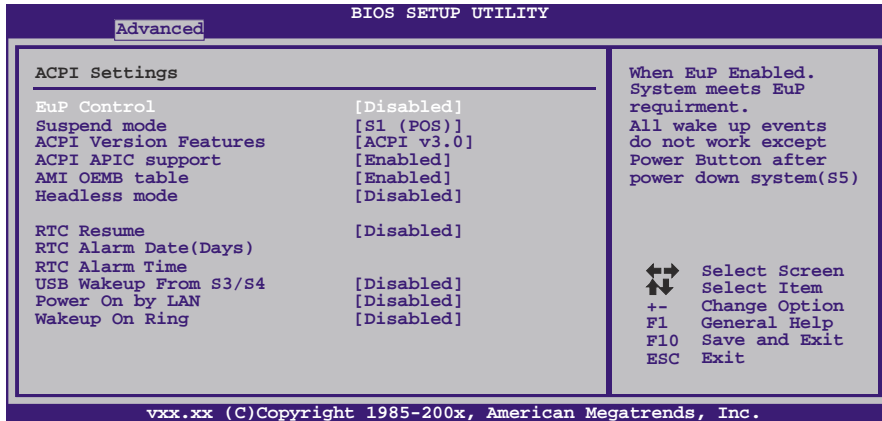 BIOS SETUP UTILITY
Advanced
ACPI Settings
EuP Control [Disabled]
Suspend mode [S1 (POS)]
ACPI Version Features [ACPI v3.0]
ACPI APIC support [Enabled]
AMI OEMB table [Enabled]
Headless mode [Disabled]
RTC Resume [Disabled]
RTC Alarm Date(Days)
RTC Alarm Time
USB Wakeup From S3/S4 [Disabled]
Power On by LAN [Disabled]
Wakeup On Ring [Disabled]
When EuP Enabled.
System meets EuP
requirment.
All wake up events
do not work except
Power Button after
power down system(S5)
Select Screen
Select Item
+- Change Option
F1 General Help
F10 Save and Exit
ESC Exit
vxx.xx (C)Copyright 1985-200x, American Megatrends, Inc.